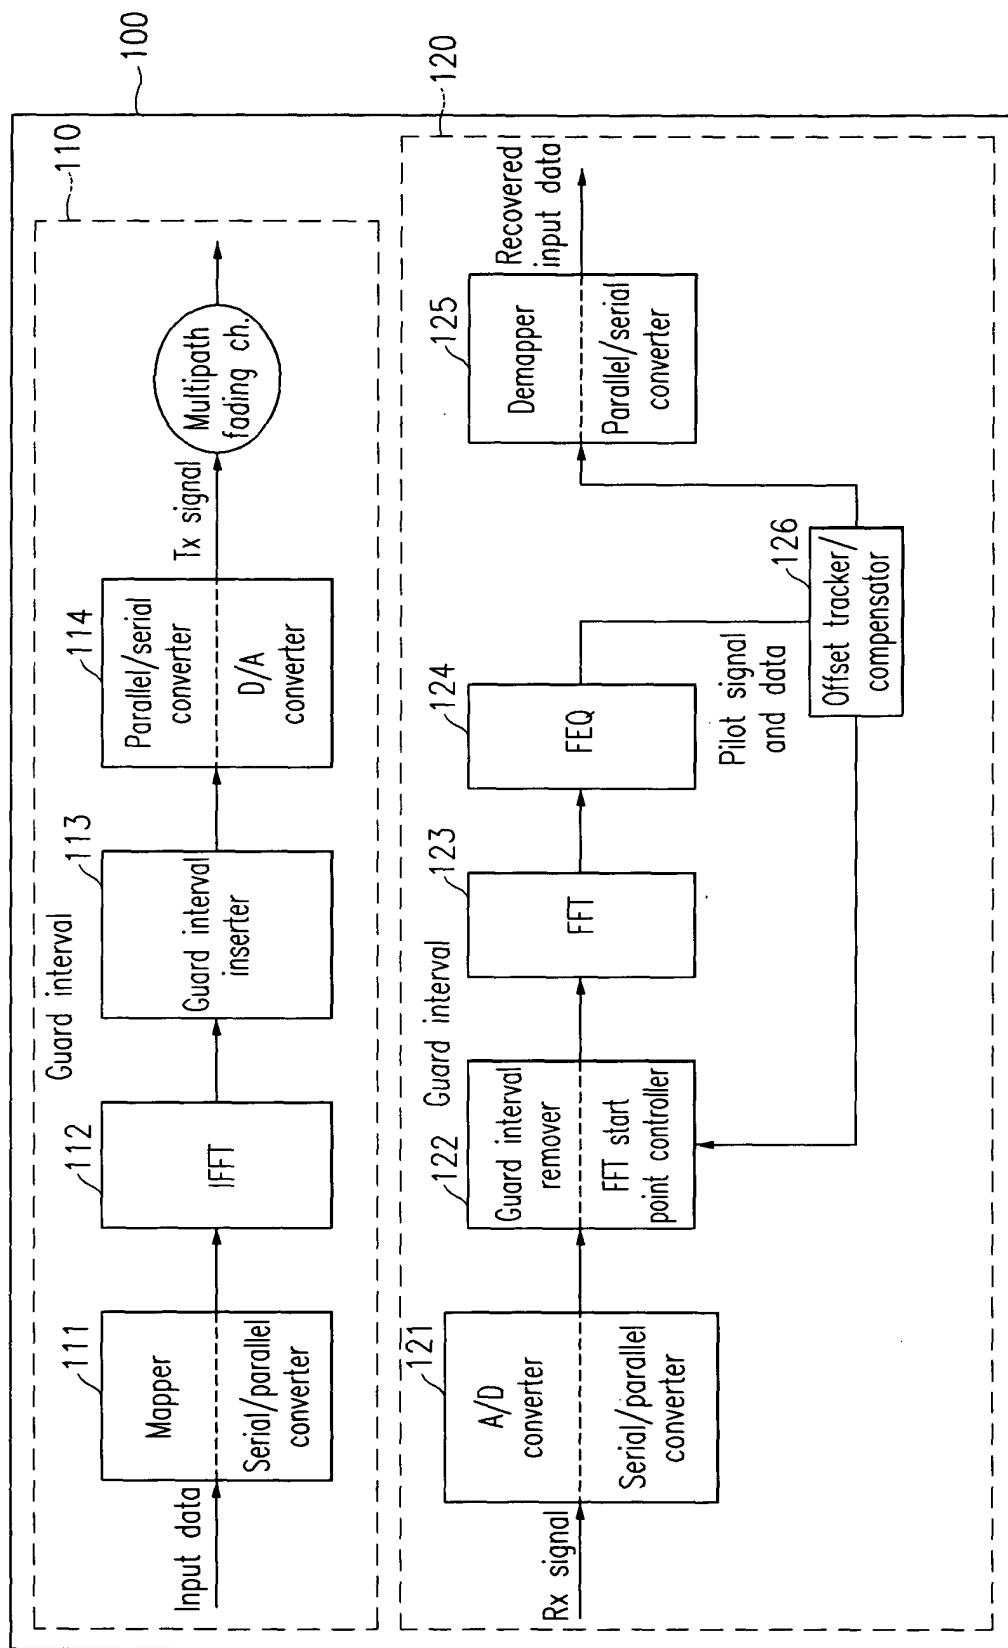 100
110
Guard interval
111
Mapper
Serial/parallel
converter
Input data
112
IFFT
113
Guard interval
inserter
114
Parallel/serial
converter
D/A
converter
Tx signal
Multipath
fading ch.
120
Rx signal
121
A/D
converter
Serial/parallel
converter
122
Guard interval
remover
FFT start
point controller
Guard interval
123
FFT
124
FEQ
Pilot signal
and data
126
Offset tracker/
compensator
125
Demapper
Parallel/serial
converter
Recovered
input data